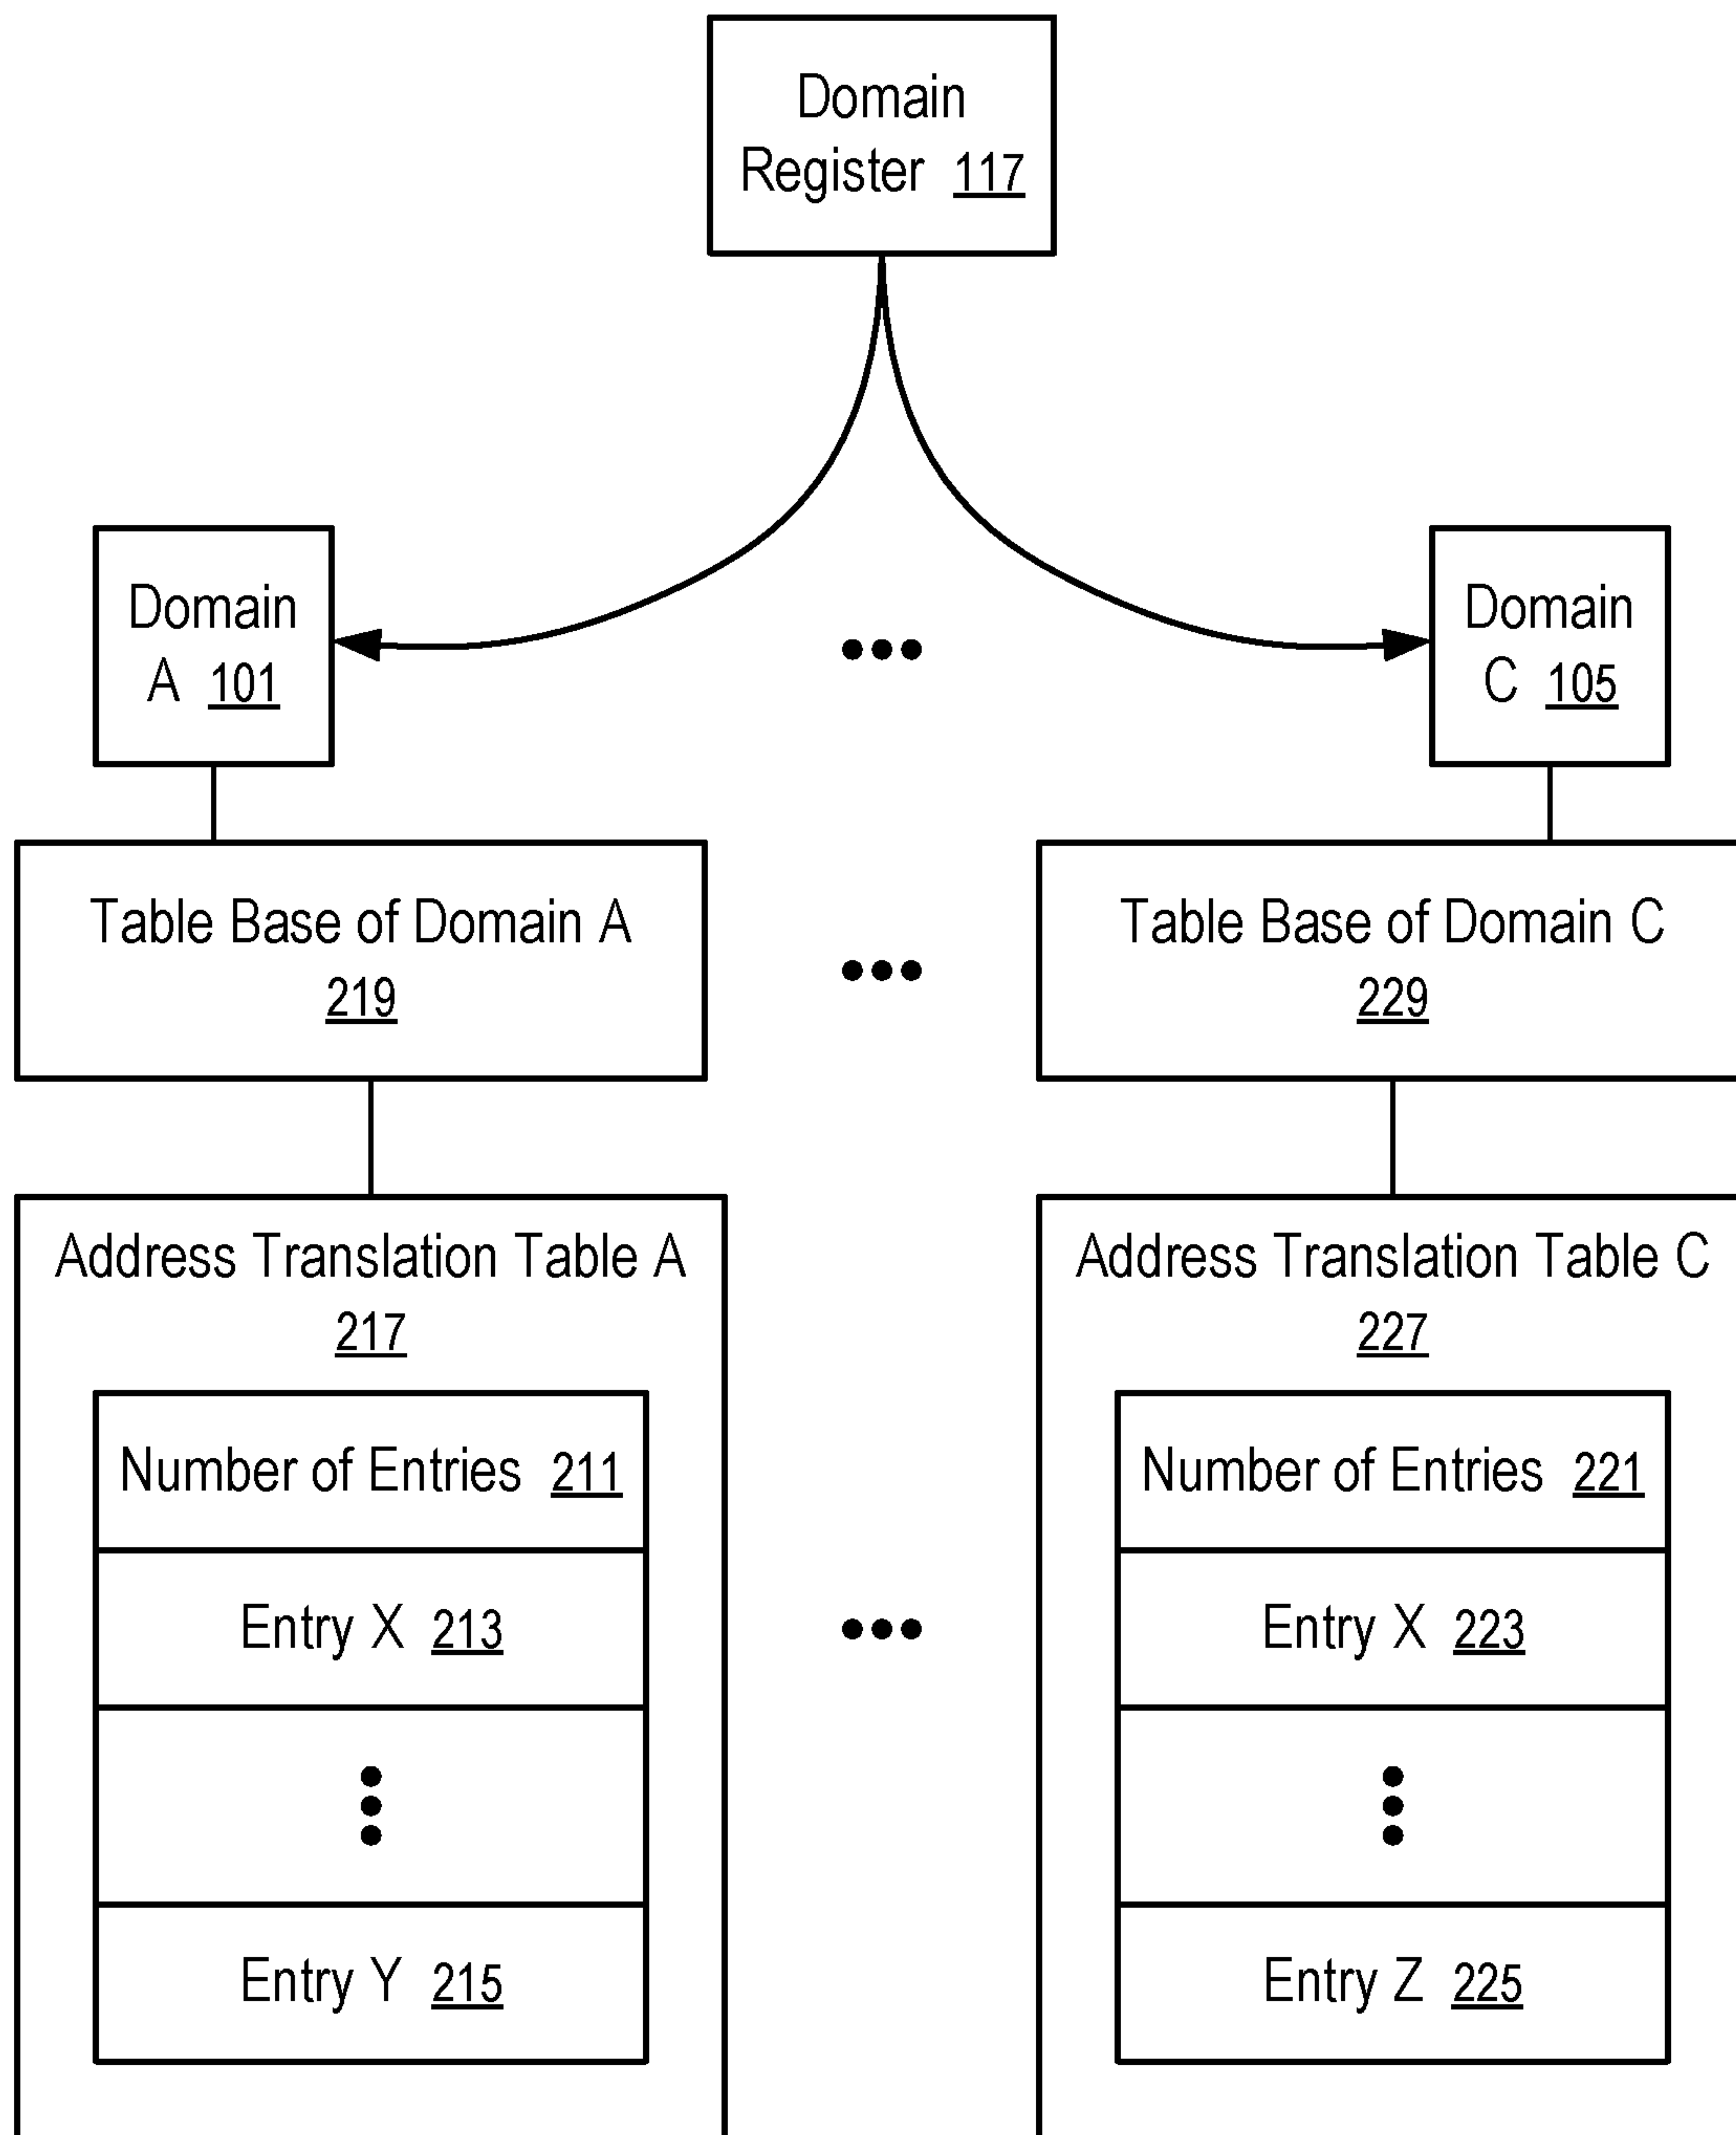 Domain
Register 117
Domain
A 101
Domain
C 105
Table Base of Domain A
219
Table Base of Domain C
229
Address Translation Table A
217
Number of Entries 211
Entry X 213
Entry Y 215
Address Translation Table C
227
Number of Entries 221
Entry X 223
Entry Z 225